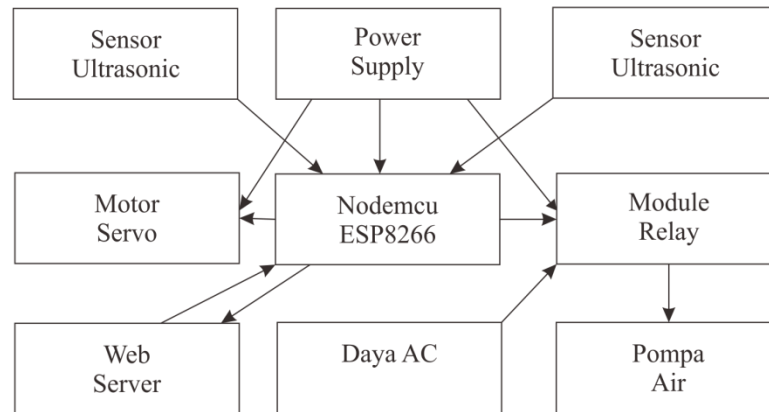 Sensor
Ultrasonic
Power
Supply
Sensor
Ultrasonic
Motor
Servo
Nodemcu
ESP8266
Module
Relay
Web
Server
Daya AC
Pompa
Air